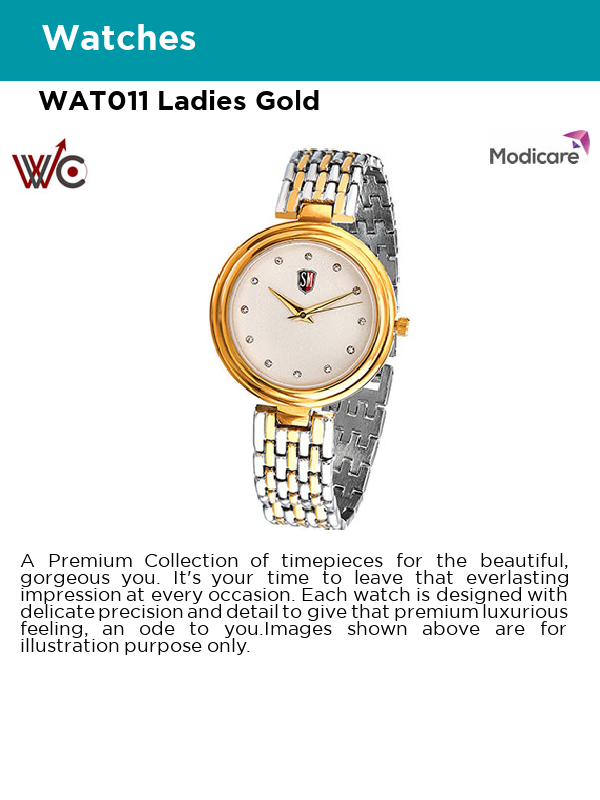 Watches
WAT011 Ladies Gold
WC
Modicare
SM
A Premium Collection of timepieces for the beautiful,
gorgeous you. It's your time to leave that everlasting
impression at every occasion. Each watch is designed with
delicate precision and detail to give that premium luxurious
feeling, an ode to you.Images shown above are for
illustration purpose only.